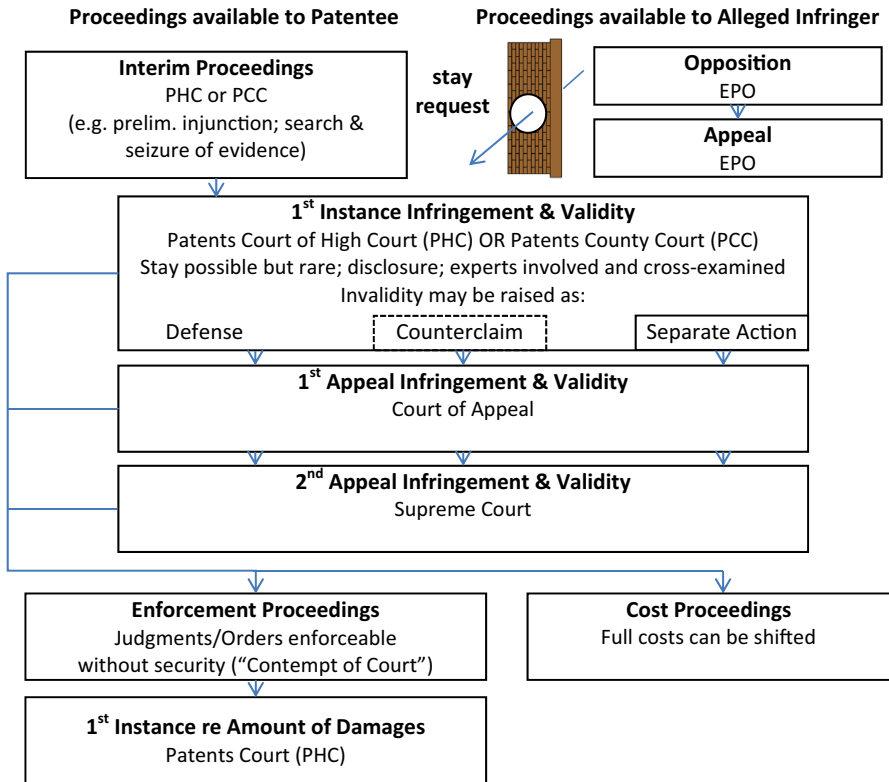 Proceedings available to Patentee
Proceedings available to Alleged Infringer
Interim Proceedings
PHC or PCC
(e.g. prelim. injunction; search &
seizure of evidence)
stay
request
Opposition
EPO
Appeal
EPO
1st Instance Infringement & Validity
Patents Court of High Court (PHC) OR Patents County Court (PCC)
Stay possible but rare; disclosure; experts involved and cross-examined
Invalidity may be raised as:
Defense Counterclaim Separate Action
1st Appeal Infringement & Validity
Court of Appeal
2nd Appeal Infringement & Validity
Supreme Court
Enforcement Proceedings
Judgments/Orders enforceable
without security (“Contempt of Court”)
Cost Proceedings
Full costs can be shifted
1st Instance re Amount of Damages
Patents Court (PHC)